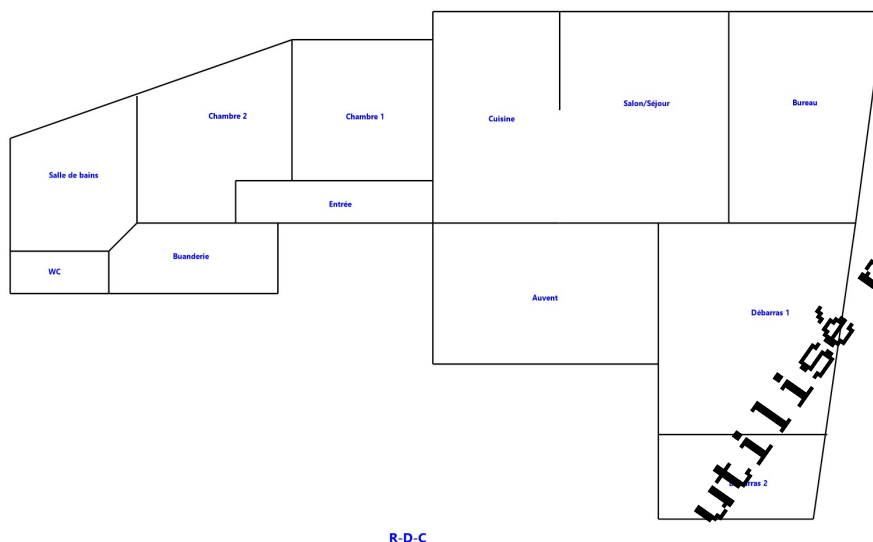 Chambre 2
Chambre 1
Cuisine
Salon/Séjour
Bureau
Salle de bains
Entrée
WC
Buanderie
Auvent
Débarras 1
utilisé
2
R-D-C